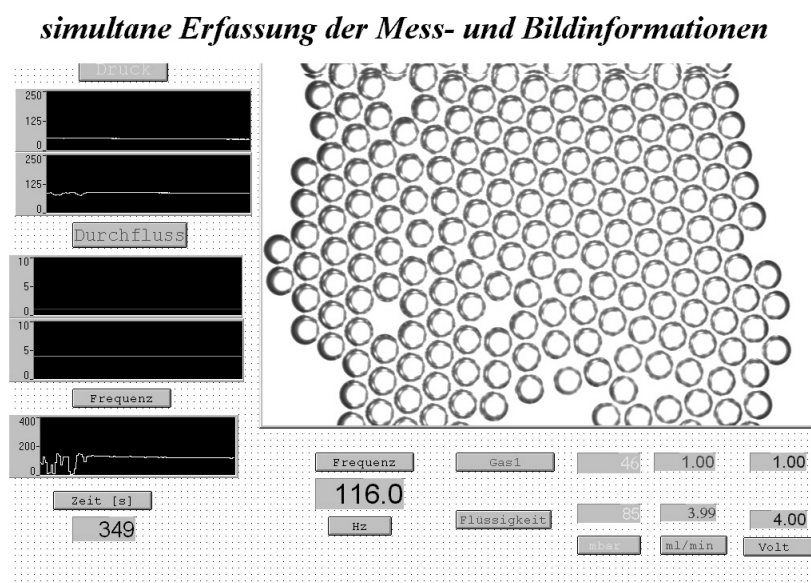 simultane Erfassung der Mess- und Bildinformationen
Druck
250
125
0
250
125
0
Durchfluss
10
5
0
10
5
0
Frequenz
400
200
0
Zeit [s]
349
Frequenz
116.0
Hz
Gas1 46 1.00 1.00
Flüssigkeit 85 3.99 4.00
mbar ml/min Volt